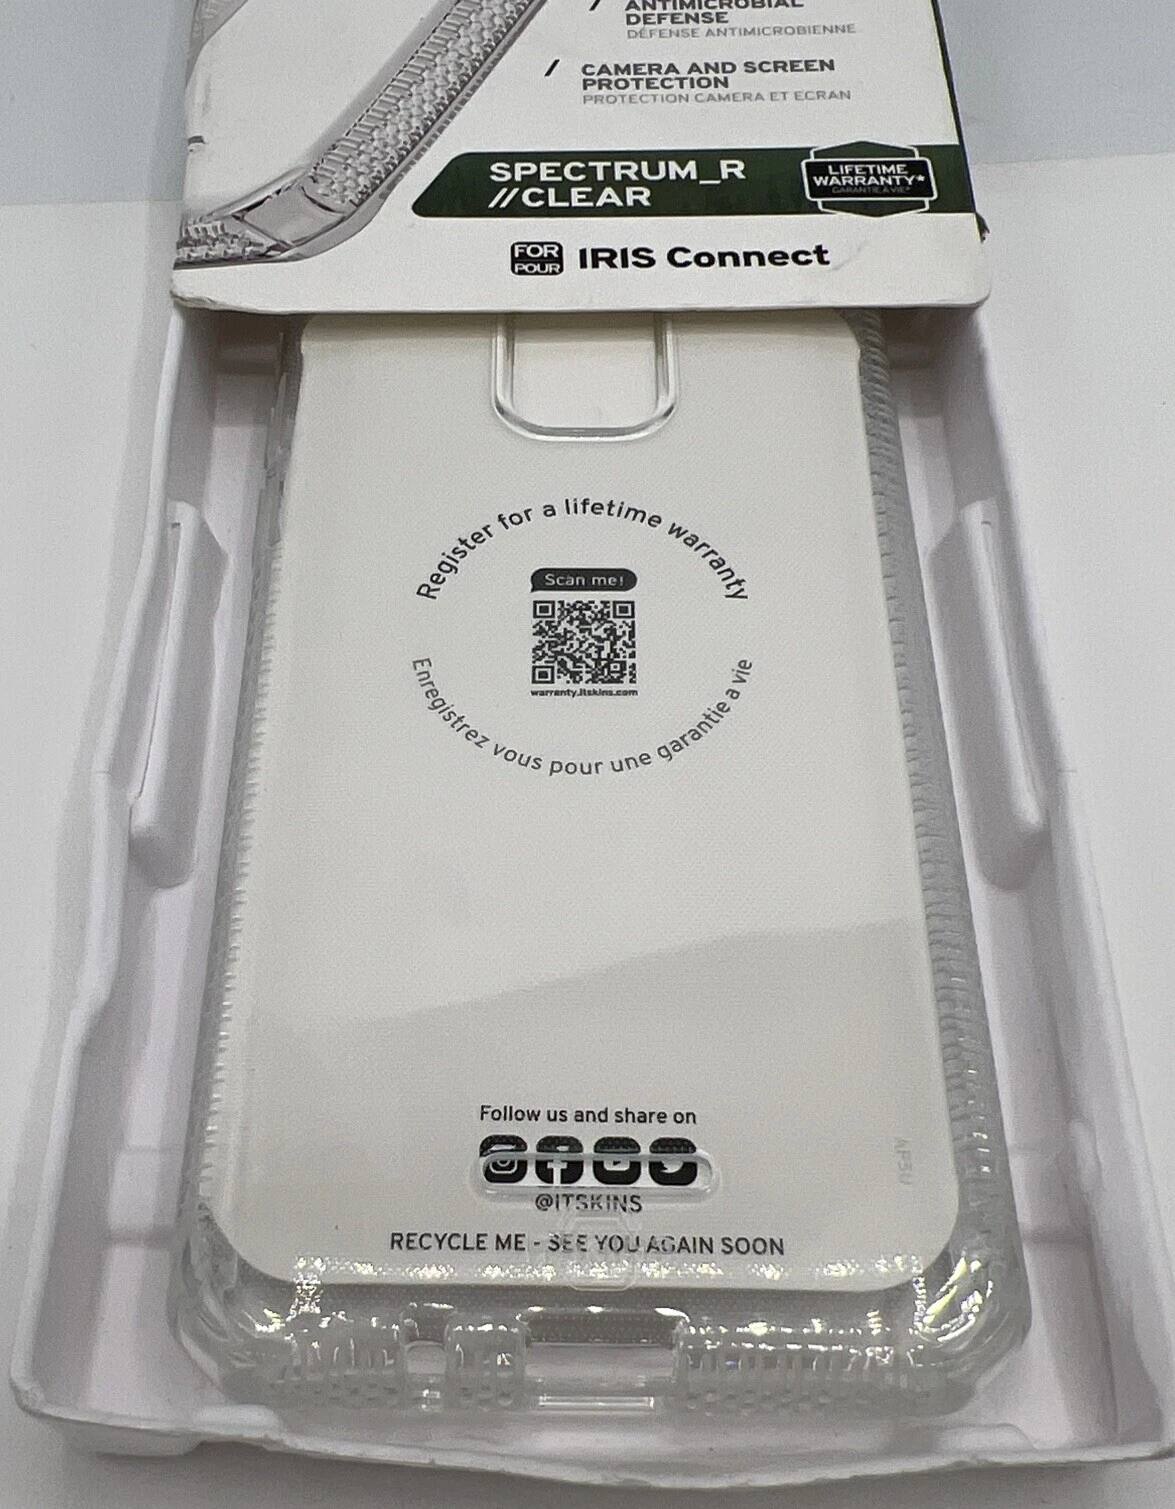 ANTIMICROBIAL
DEFENSE
DÉFENSE ANTIMICROBIENNE
/ CAMERA AND SCREEN
PROTECTION
PROTECTION CAMERA ET ECRAN
SPECTRUM_R
//CLEAR
LIFETIME
WARRANTY*
GARANTIE À VIE*
FOR
POUR
IRIS Connect
Register for a lifetime warranty
Scan me!
warranty.itskins.com
Enregistrez vous pour une garantie a vie
Follow us and share on
@ITSKINS
RECYCLE ME - SEE YOU AGAIN SOON